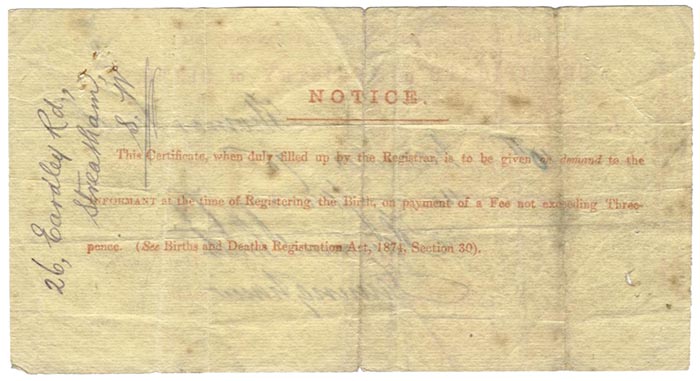 26, Eardley Rd,
Streatham,
S. W
NOTICE.
This Certificate, when duly filled up by the Registrar, is to be given on demand to the
INFORMANT at the time of Registering the Birth, on payment of a Fee not exceeding Three-
pence. (See Births and Deaths Registration Act, 1874, Section 30).